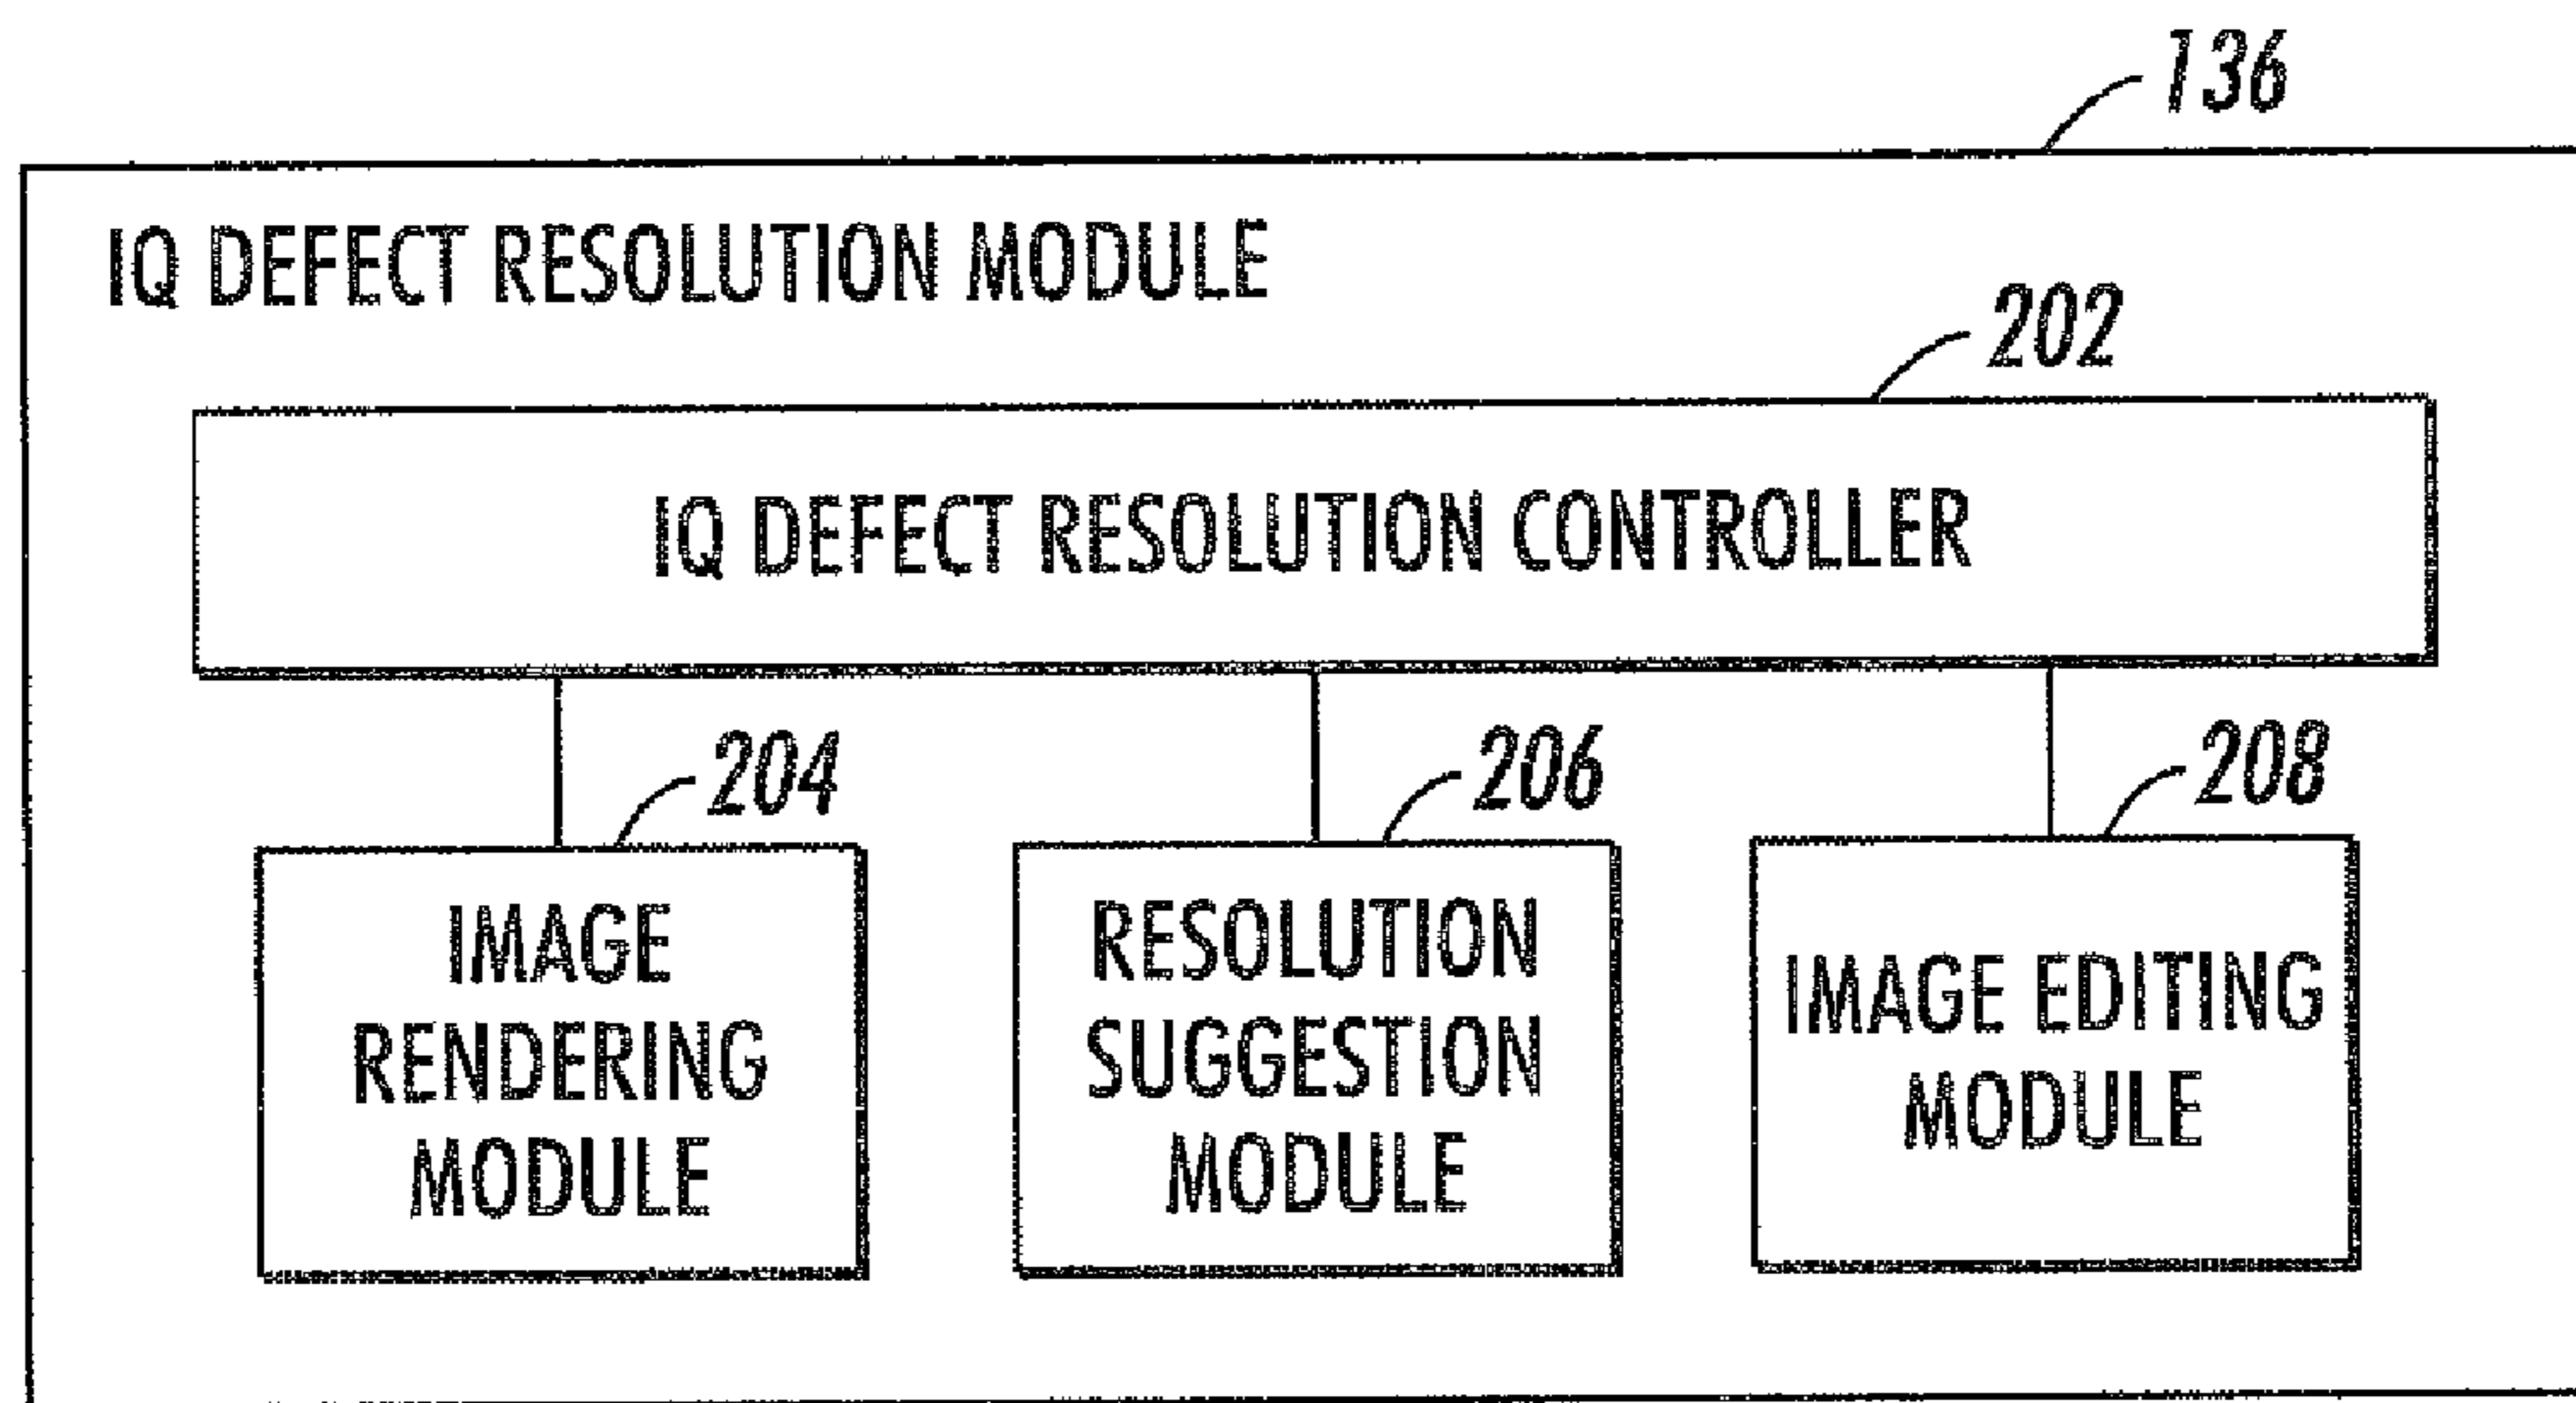 136
IQ DEFECT RESOLUTION MODULE
202
IQ DEFECT RESOLUTION CONTROLLER
204
206
208
IMAGE
RENDERING
MODULE
RESOLUTION
SUGGESTION
MODULE
IMAGE EDITING
MODULE